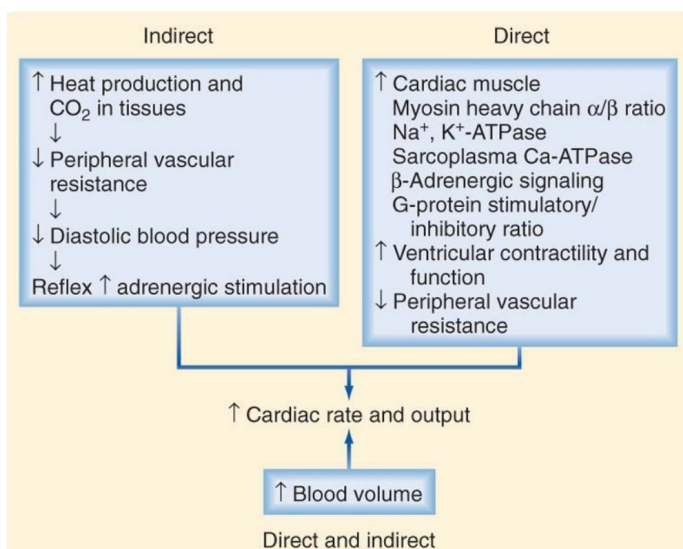 Indirect
↑ Heat production and
CO₂ in tissues
↓
↓ Peripheral vascular
resistance
↓
↓ Diastolic blood pressure
↓
Reflex ↑ adrenergic stimulation
Direct
↑ Cardiac muscle
Myosin heavy chain α/β ratio
Na⁺, K⁺-ATPase
Sarcoplasma Ca-ATPase
β-Adrenergic signaling
G-protein stimulatory/
inhibitory ratio
↑ Ventricular contractility and
function
↓ Peripheral vascular
resistance
↑ Cardiac rate and output
↑ Blood volume
Direct and indirect